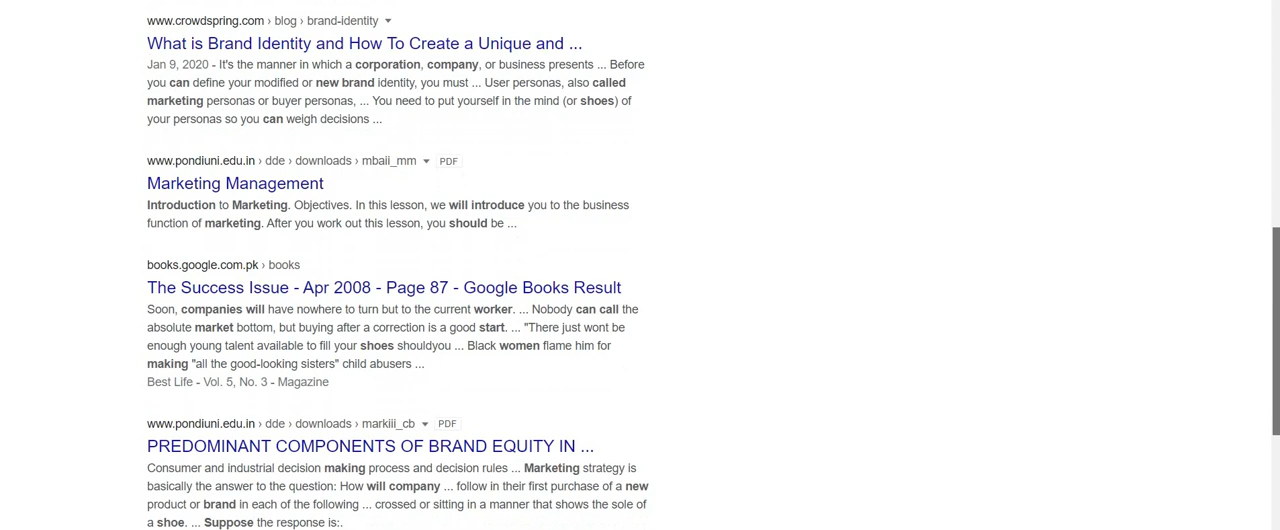 www.crowdspring.com › blog › brand-identity
What is Brand Identity and How To Create a Unique and ...
Jan 9, 2020 - It's the manner in which a corporation, company, or business presents ... Before
you can define your modified or new brand identity, you must ... User personas, also called
marketing personas or buyer personas, ... You need to put yourself in the mind (or shoes) of
your personas so you can weigh decisions ...
www.pondiuni.edu.in › dde › downloads › mbaii_mm PDF
Marketing Management
Introduction to Marketing. Objectives. In this lesson, we will introduce you to the business
function of marketing. After you work out this lesson, you should be ...
books.google.com.pk › books
The Success Issue - Apr 2008 - Page 87 - Google Books Result
Soon, companies will have nowhere to turn but to the current worker. ... Nobody can call the
absolute market bottom, but buying after a correction is a good start. ... "There just wont be
enough young talent available to fill your shoes shouldyou ... Black women flame him for
making "all the good-looking sisters" child abusers ...
Best Life - Vol. 5, No. 3 - Magazine
www.pondiuni.edu.in › dde › downloads › markiii_cb PDF
PREDOMINANT COMPONENTS OF BRAND EQUITY IN ...
Consumer and industrial decision making process and decision rules ... Marketing strategy is
basically the answer to the question: How will company ... follow in their first purchase of a new
product or brand in each of the following ... crossed or sitting in a manner that shows the sole of
a shoe. ... Suppose the response is:.